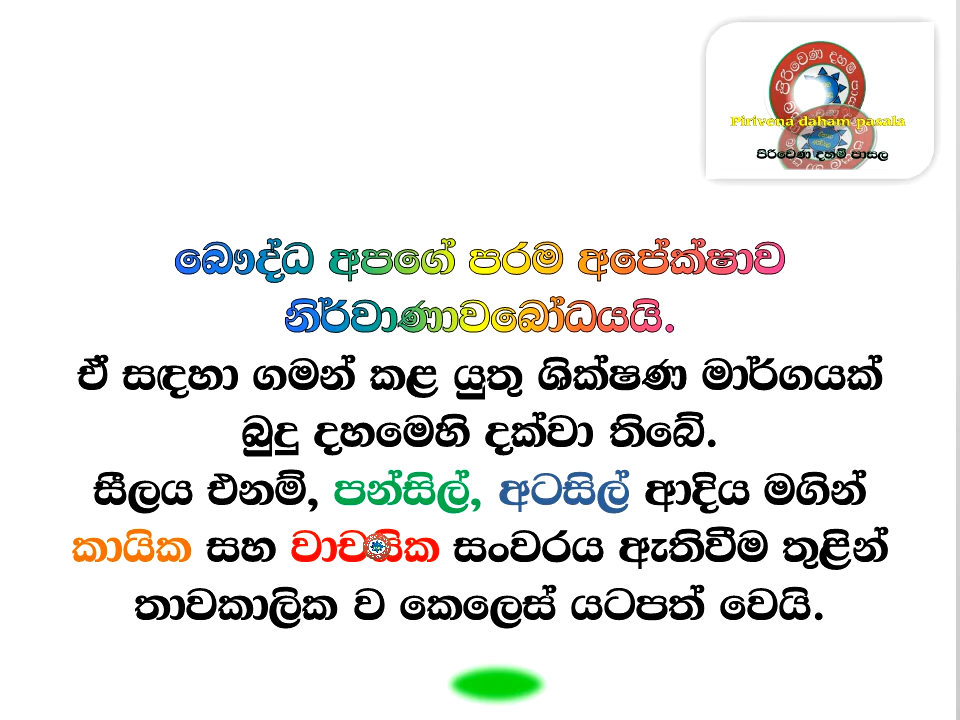 Pirivena daham pasala
පිරිවෙණ දහම් පාසල
බෞද්ධ අපගේ පරම අපේක්ෂාව
නිර්වාණාවබෝධයයි.
ඒ සඳහා ගමන් කළ යුතු ශික්ෂණ මාර්ගයක්
බුදු දහමෙහි දක්වා තිබේ.
සීලය එනම්, පන්සිල්, අටසිල් ආදිය මගින්
කායික සහ වාචසික සංවරය ඇතිවීම තුළින්
තාවකාලික ව කෙලෙස් යටපත් වෙයි.